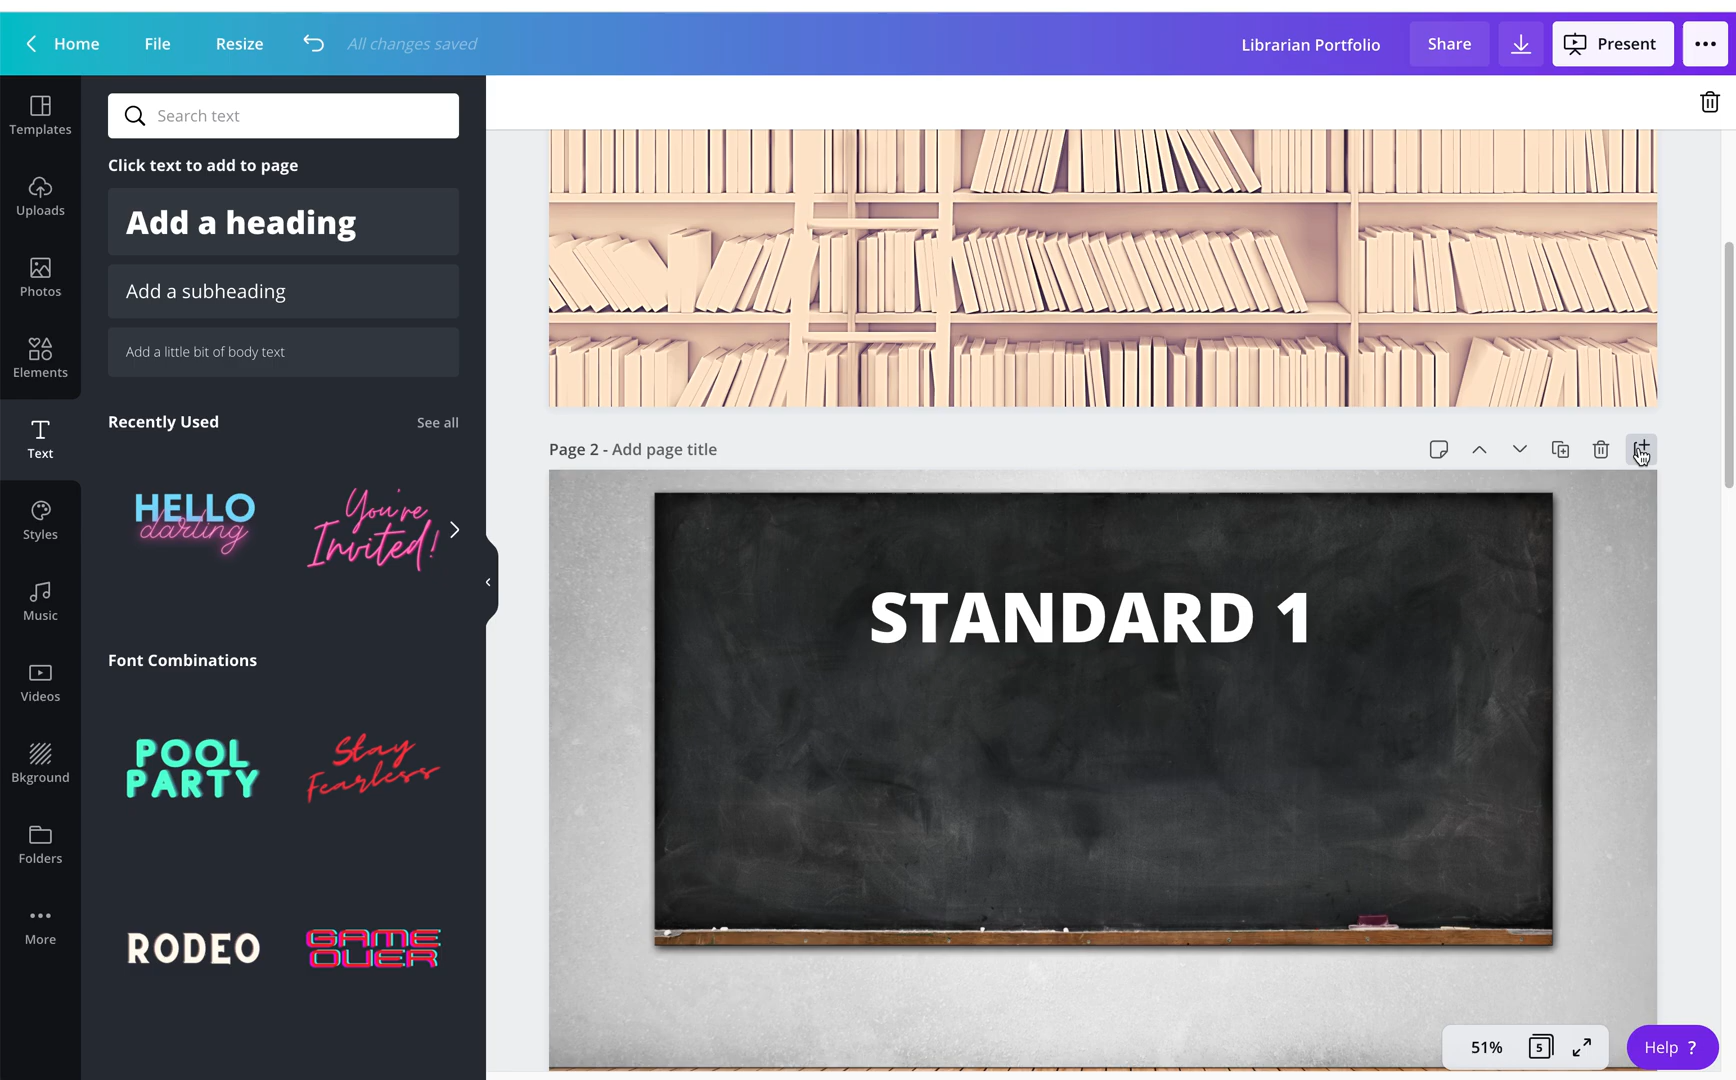 Home File Resize All changes saved Librarian Portfolio Share Present
Templates
Uploads
Photos
Elements
Text
Styles
Music
Videos
Bkground
Folders
More
Search text
Click text to add to page
Add a heading
Add a subheading
Add a little bit of body text
Recently Used See all
HELLO
darling
You're
Invited!
Font Combinations
POOL
PARTY
Stay
Fearless
RODEO
GAME
OVER
Page 2 - Add page title
STANDARD 1
51% 5 Help ?